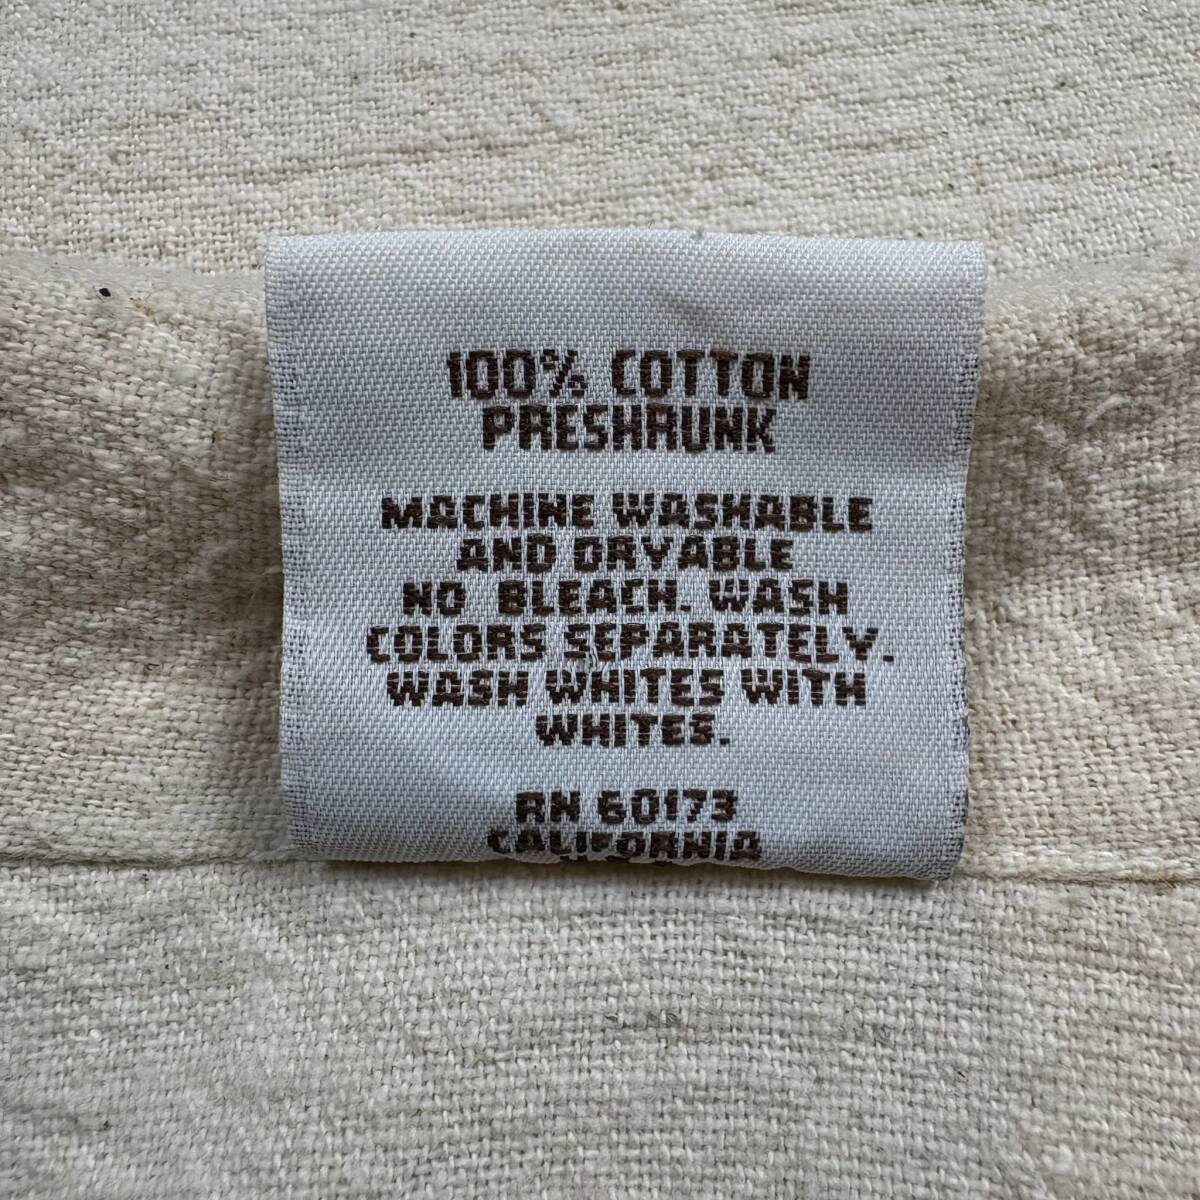 100% COTTON
PRESHRUNK
MACHINE WASHABLE
AND DRYABLE
NO BLEACH. WASH
COLORS SEPARATELY.
WASH WHITES WITH
WHITES.
RN 60173
CALIFORNIA